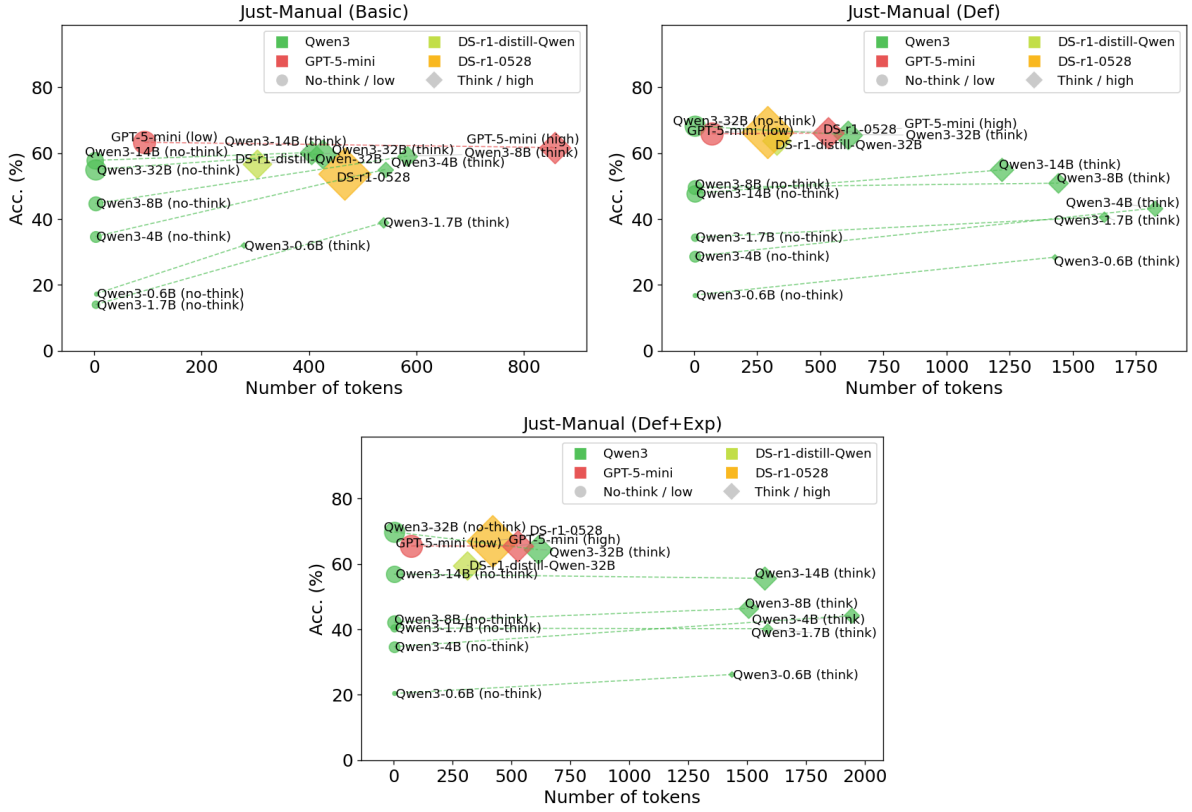 Just-Manual (Basic)
Qwen3
DS-r1-distill-Qwen
GPT-5-mini
DS-r1-0528
No-think / low
Think / high
GPT-5-mini (low)
Qwen3-14B (think)
GPT-5-mini (high)
Qwen3-14B (no-think)
Qwen3-32B (think)
Qwen3-8B (think)
DS-r1-distill-Qwen-32B
Qwen3-4B (think)
Qwen3-32B (no-think)
DS-r1-0528
Qwen3-8B (no-think)
Qwen3-1.7B (think)
Qwen3-4B (no-think)
Qwen3-0.6B (think)
Qwen3-0.6B (no-think)
Qwen3-1.7B (no-think)
80
60
40
20
0
Acc. (%)
0 200 400 600 800
Number of tokens
Just-Manual (Def)
Qwen3
DS-r1-distill-Qwen
GPT-5-mini
DS-r1-0528
No-think / low
Think / high
Qwen3-32B (no-think)
GPT-5-mini (low)
DS-r1-0528
GPT-5-mini (high)
Qwen3-32B (think)
DS-r1-distill-Qwen-32B
Qwen3-14B (think)
Qwen3-8B (think)
Qwen3-8B (no-think)
Qwen3-14B (no-think)
Qwen3-4B (think)
Qwen3-1.7B (think)
Qwen3-1.7B (no-think)
Qwen3-4B (no-think)
Qwen3-0.6B (think)
Qwen3-0.6B (no-think)
80
60
40
20
0
Acc. (%)
0 250 500 750 1000 1250 1500 1750
Number of tokens
Just-Manual (Def+Exp)
Qwen3
DS-r1-distill-Qwen
GPT-5-mini
DS-r1-0528
No-think / low
Think / high
Qwen3-32B (no-think)
DS-r1-0528
GPT-5-mini (low)
GPT-5-mini (high)
Qwen3-32B (think)
DS-r1-distill-Qwen-32B
Qwen3-14B (no-think)
Qwen3-14B (think)
Qwen3-8B (think)
Qwen3-8B (no-think)
Qwen3-4B (think)
Qwen3-1.7B (no-think)
Qwen3-1.7B (think)
Qwen3-4B (no-think)
Qwen3-0.6B (think)
Qwen3-0.6B (no-think)
80
60
40
20
0
Acc. (%)
0 250 500 750 1000 1250 1500 1750 2000
Number of tokens